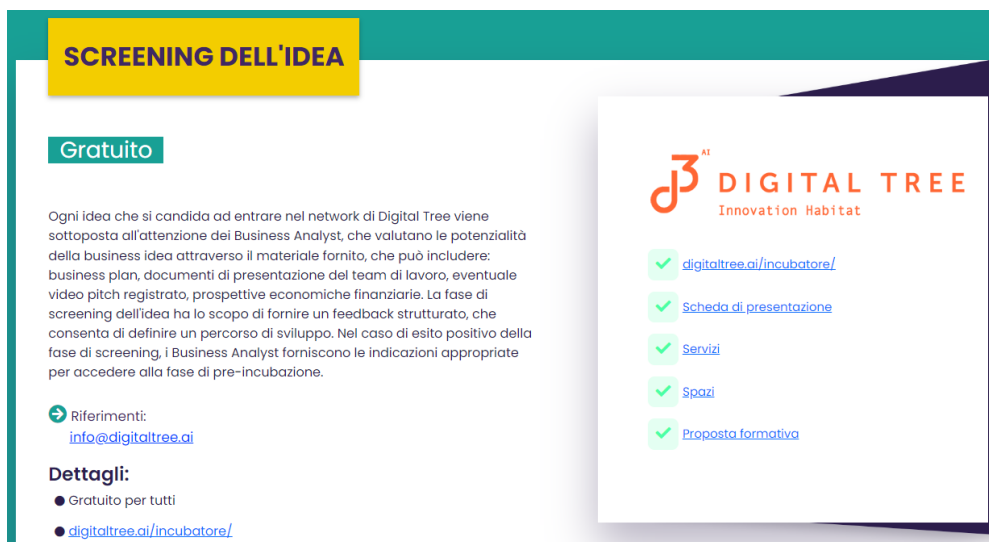 SCREENING DELL'IDEA
Gratuito
Ogni idea che si candida ad entrare nel network di Digital Tree viene
sottoposta all'attenzione dei Business Analyst, che valutano le potenzialità
della business idea attraverso il materiale fornito, che può includere:
business plan, documenti di presentazione del team di lavoro, eventuale
video pitch registrato, prospettive economiche finanziarie. La fase di
screening dell'idea ha lo scopo di fornire un feedback strutturato, che
consenta di definire un percorso di sviluppo. Nel caso di esito positivo della
fase di screening, i Business Analyst forniscono le indicazioni appropriate
per accedere alla fase di pre-incubazione.
Riferimenti:
info@digitaltree.ai
Dettagli:
Gratuito per tutti
digitaltree.ai/incubatore/
AI
DIGITAL TREE
Innovation Habitat
digitaltree.ai/incubatore/
Scheda di presentazione
Servizi
Spazi
Proposta formativa